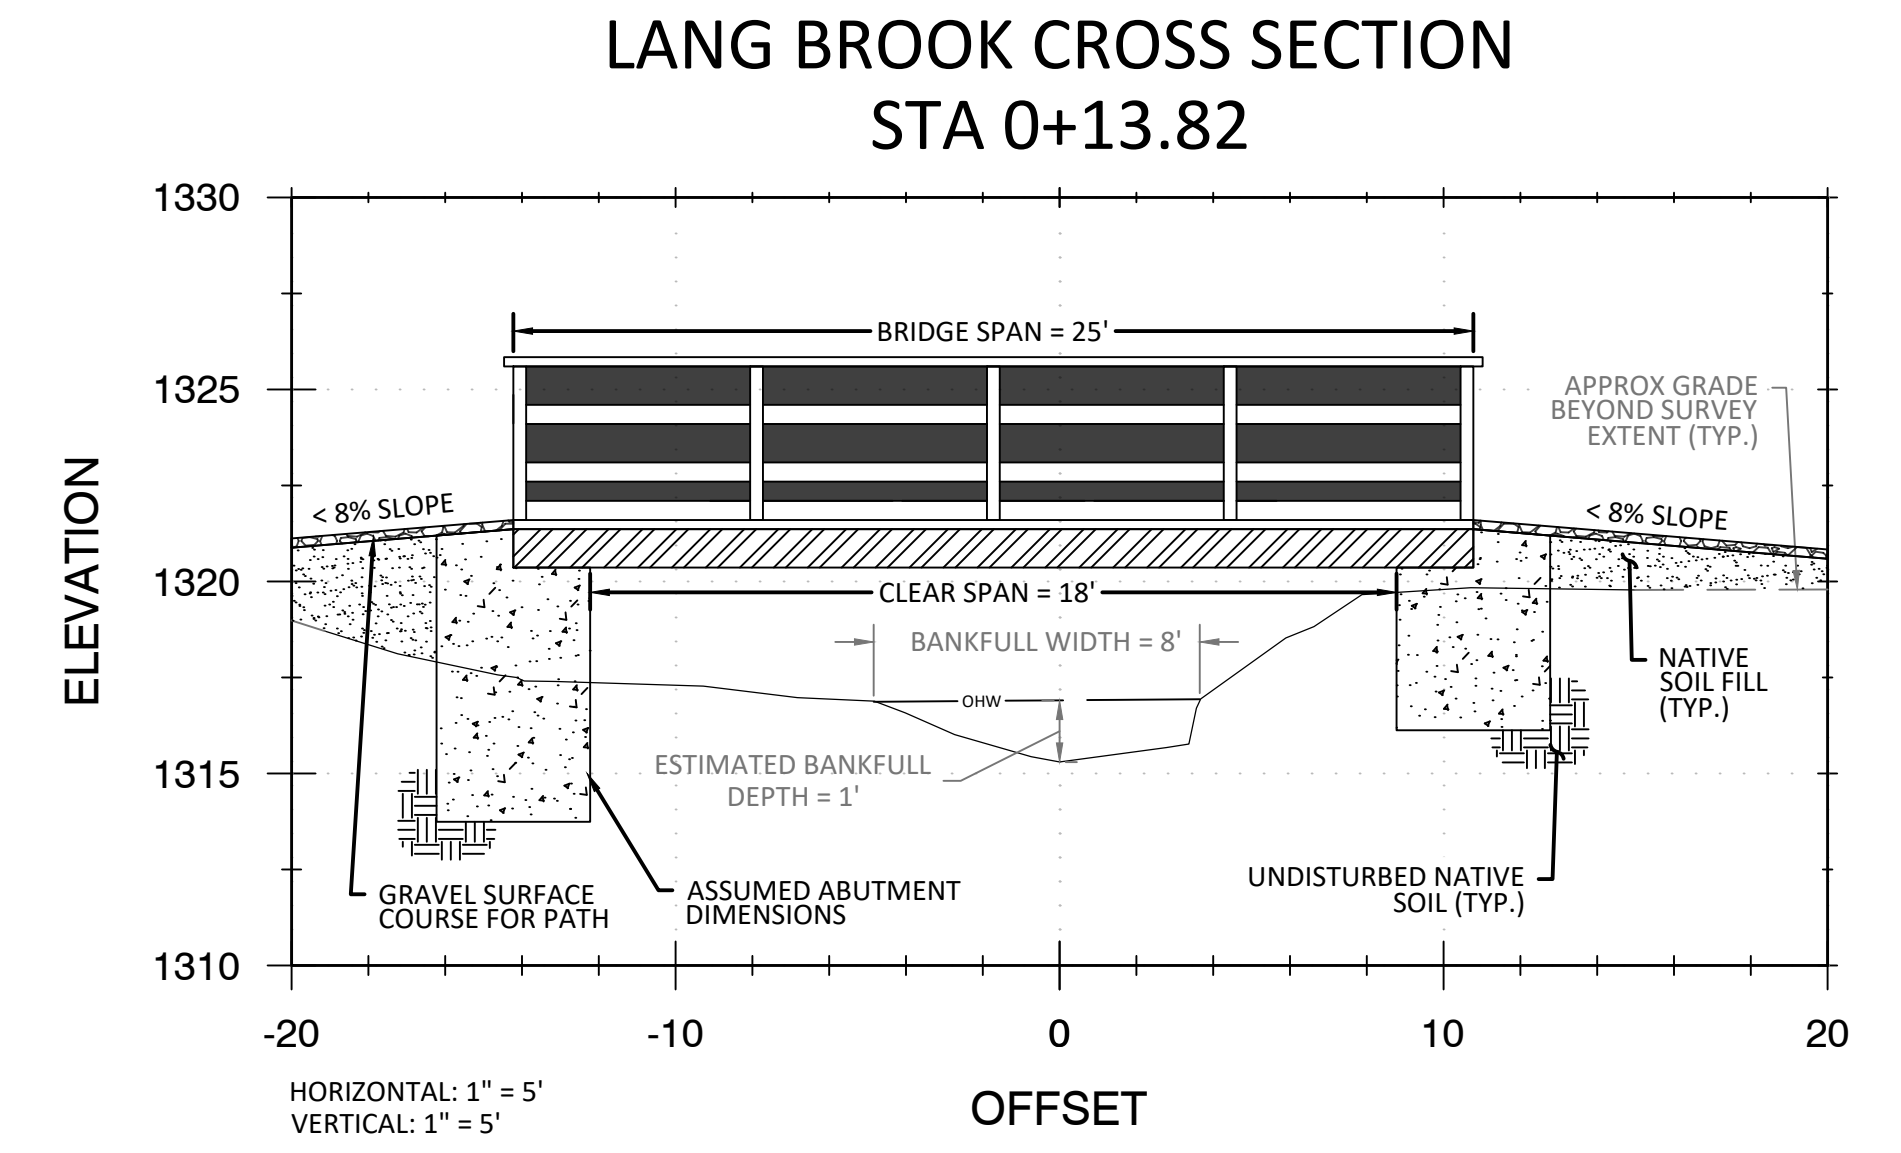 LANG BROOK CROSS SECTION
STA 0+13.82
1330
1325
1320
1315
1310
ELEVATION
BRIDGE SPAN = 25'
APPROX GRADE
BEYOND SURVEY
EXTENT (TYP.)
< 8% SLOPE
< 8% SLOPE
CLEAR SPAN = 18'
BANKFULL WIDTH = 8'
OHW
NATIVE
SOIL FILL
(TYP.)
ESTIMATED BANKFULL
DEPTH = 1'
GRAVEL SURFACE
COURSE FOR PATH
ASSUMED ABUTMENT
DIMENSIONS
UNDISTURBED NATIVE
SOIL (TYP.)
-20
-10
0
10
20
HORIZONTAL: 1" = 5'
VERTICAL: 1" = 5'
OFFSET